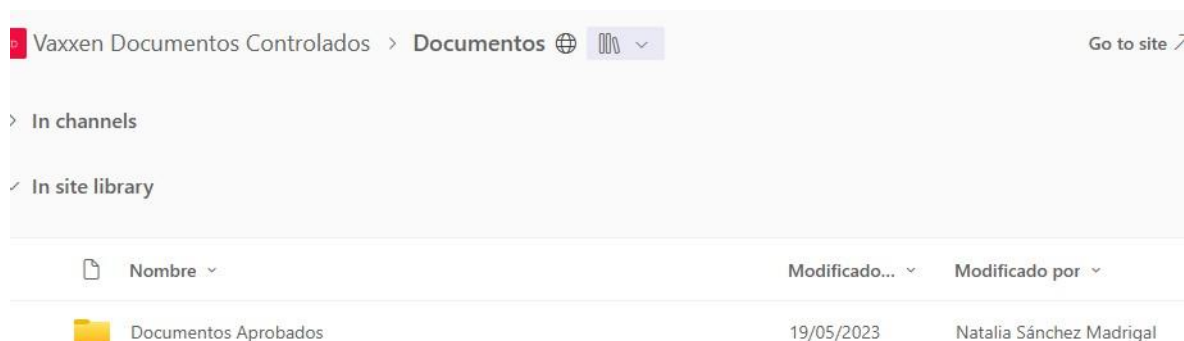 Vaxxen Documentos Controlados > Documentos
Go to site
In channels
In site library
Nombre Modificado... Modificado por
Documentos Aprobados 19/05/2023 Natalia Sánchez Madrigal